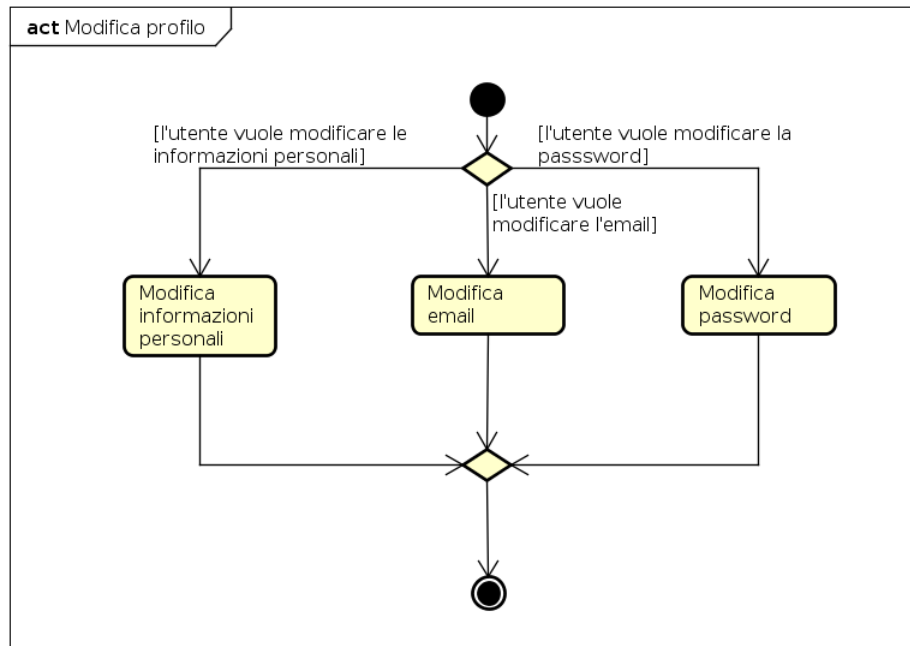 act Modifica profilo
[l'utente vuole modificare le
informazioni personali]
[l'utente vuole modificare la
passsword]
[l'utente vuole
modificare l'email]
Modifica
informazioni
personali
Modifica
email
Modifica
password